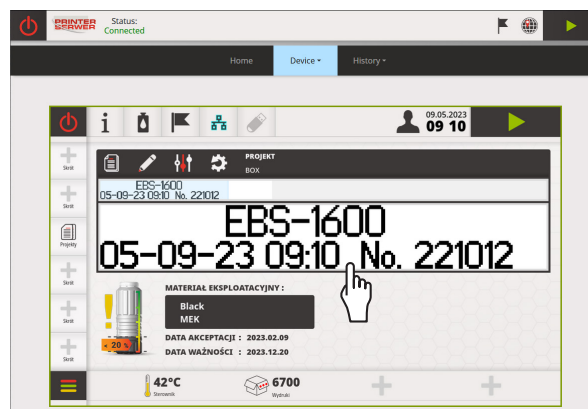 PRINTER
SERWER
Status:
Connected
Home
Device
History
09.05.2023
09 10
Skrót
PROJEKT
BOX
Skrót
EBS-1600
05-09-23 09:10 No. 221012
Projekty
EBS-1600
05-09-23 09:10 No. 221012
Skrót
MATERIAŁ EKSPLOATACYJNY :
Black
MEK
Skrót
< 20 %
DATA AKCEPTACJI : 2023.02.09
DATA WAŻNOŚCI : 2023.12.20
Skrót
42°C
Sterownik
6700
Wydruki